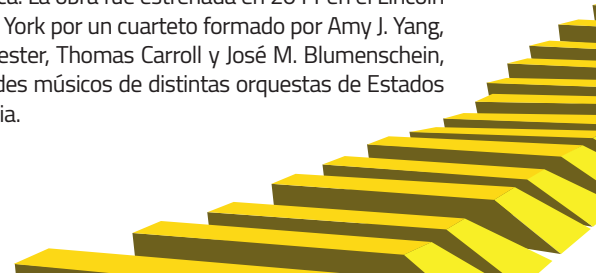 ca. La obra fue estrenada en 2011 en el Lincoln
York por un cuarteto formado por Amy J. Yang,
ester, Thomas Carroll y José M. Blumenschein,
des músicos de distintas orquestas de Estados
ia.